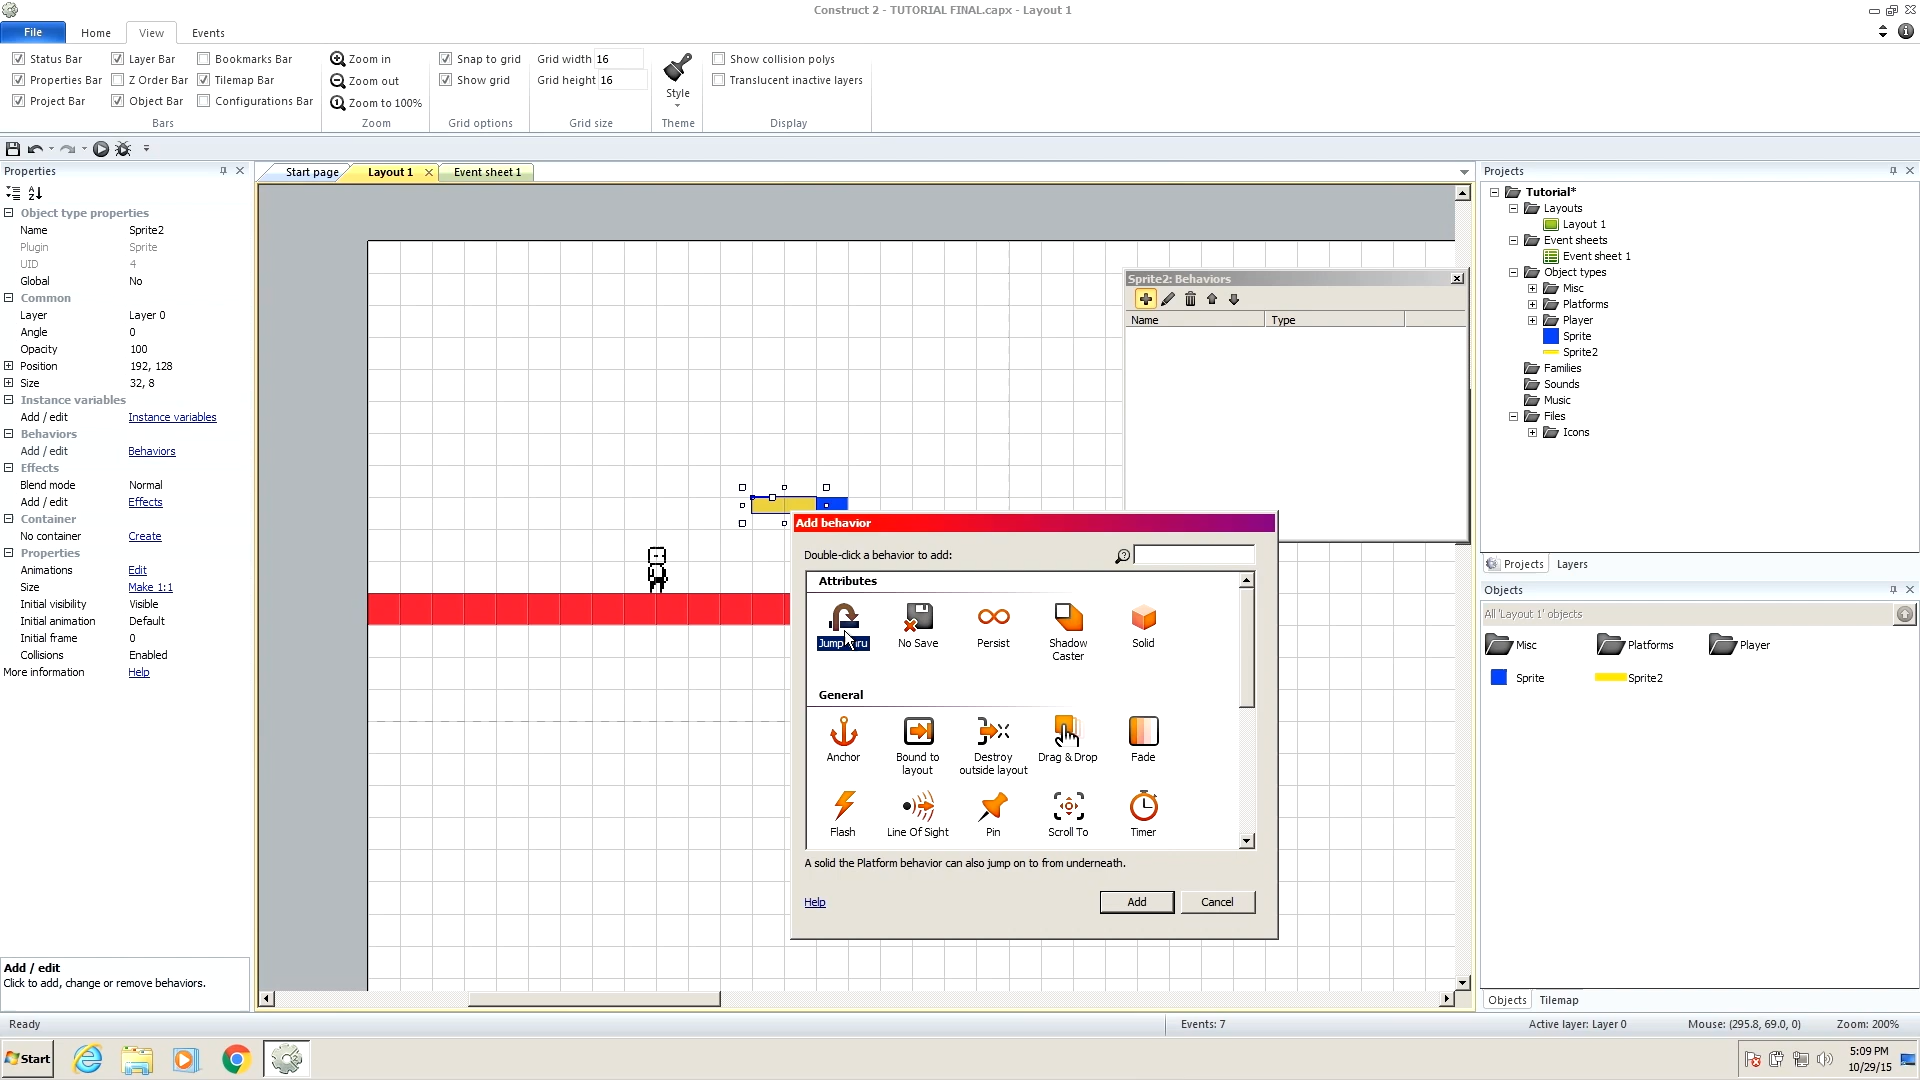 Construct 2 - TUTORIAL FINAL.capx - Layout 1
File Home View Events
Status Bar Layer Bar Bookmarks Bar Zoom in Snap to grid Grid width 16 Show collision polys
Properties Bar Z Order Bar Tilemap Bar Zoom out Show grid Grid height 16 Translucent inactive layers
Project Bar Object Bar Configurations Bar Zoom to 100% Style
Bars Zoom Grid options Grid size Theme Display
Properties
Object type properties
Name Sprite2
Plugin Sprite
UID 4
Global No
Common
Layer Layer 0
Angle 0
Opacity 100
Position 192, 128
Size 32, 8
Instance variables
Add / edit Instance variables
Behaviors
Add / edit Behaviors
Effects
Blend mode Normal
Add / edit Effects
Container
No container Create
Properties
Animations Edit
Size Make 1:1
Initial visibility Visible
Initial animation Default
Initial frame 0
Collisions Enabled
More information Help
Add / edit
Click to add, change or remove behaviors.
Start page Layout 1 Event sheet 1
Sprite2: Behaviors
Name Type
Add behavior
Double-click a behavior to add:
Attributes
No Save Persist Shadow Caster Solid
General
Anchor Bound to layout Destroy outside layout Drag & Drop Fade
Flash Line Of Sight Pin Scroll To Timer
A solid the Platform behavior can also jump on to from underneath.
Help Add Cancel
Projects
Tutorial*
Layouts
Layout 1
Event sheets
Event sheet 1
Object types
Misc
Platforms
Player
Sprite
Sprite2
Families
Sounds
Music
Files
Icons
Projects Layers
Objects
All 'Layout 1' objects
Misc Platforms Player
Sprite Sprite2
Objects Tilemap
Ready Events: 7 Active layer: Layer 0 Mouse: (295.8, 69.0, 0) Zoom: 200%
Start
5:09 PM
10/29/15